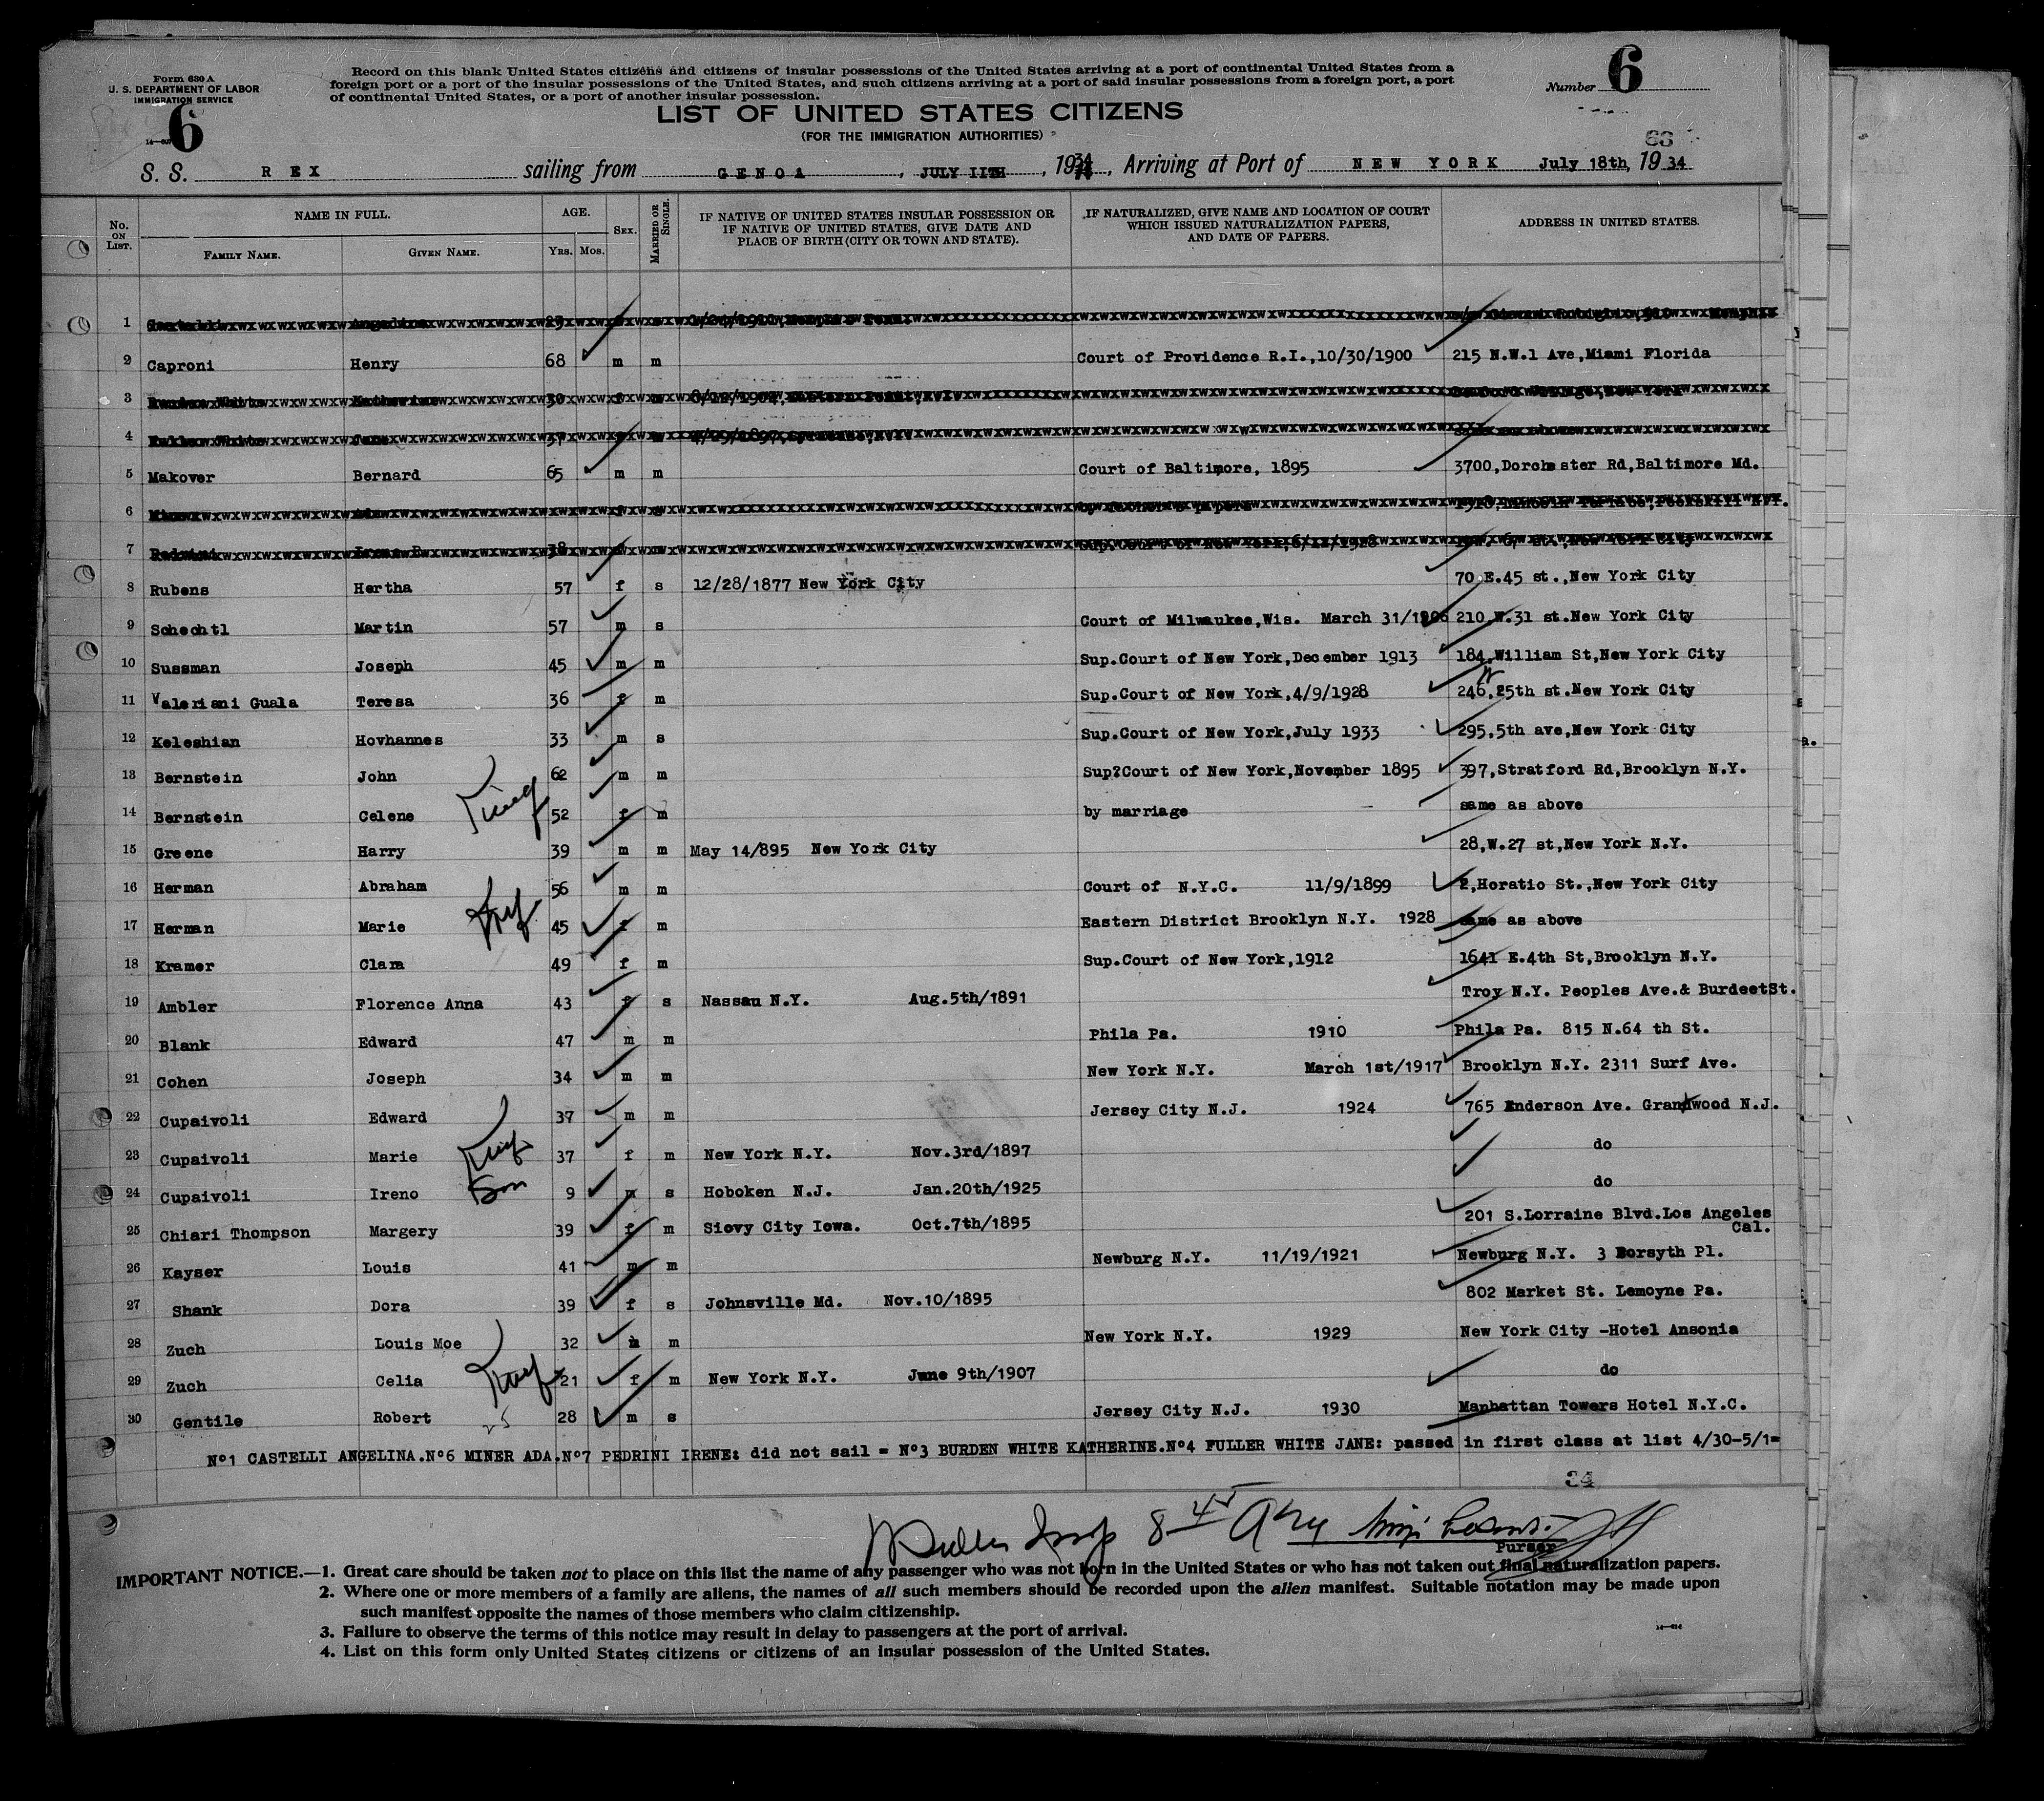 Form 630 A
U. S. DEPARTMENT OF LABOR
IMMIGRATION SERVICE
Record on this blank United States citizens and citizens of insular possessions of the United States arriving at a port of continental United States from a
foreign port or a port of the insular possessions of the United States, and such citizens arriving at a port of said insular possessions from a foreign port, a port
of continental United States, or a port of another insular possession.
Number 6
6
LIST OF UNITED STATES CITIZENS
(FOR THE IMMIGRATION AUTHORITIES)
63
S. S. REX sailing from GENOA, JULY IITH, 1934, Arriving at Port of NEW YORK July 18th, 1934
No. ON LIST. NAME IN FULL. FAMILY NAME. GIVEN NAME. AGE. YRS. MOS. SEX. MARRIED OR SINGLE. IF NATIVE OF UNITED STATES INSULAR POSSESSION OR IF NATIVE OF UNITED STATES, GIVE DATE AND PLACE OF BIRTH (CITY OR TOWN AND STATE). IF NATURALIZED, GIVE NAME AND LOCATION OF COURT WHICH ISSUED NATURALIZATION PAPERS, AND DATE OF PAPERS. ADDRESS IN UNITED STATES.
1
2 Caproni Henry 68 m m Court of Providence R.I.,10/30/1900 215 N.W.1 Ave,Miami Florida
3
4
5 Makover Bernard 65 m m Court of Baltimore, 1895 3700,Dorchester Rd,Baltimore Md.
6
7
8 Rubens Hertha 57 f s 12/28/1877 New York City 70 E.45 st.,New York City
9 Schechtl Martin 57 m s Court of Milwaukee,Wis. March 31/1906 210 W.31 st.New York City
10 Sussman Joseph 45 m m Sup.Court of New York,December 1913 184,William St,New York City
11 Valeriani Guala Teresa 36 f m Sup.Court of New York,4/9/1928 246,25th st.New York City
12 Keleshian Hovhannes 33 m s Sup.Court of New York,July 1933 295,5th ave,New York City
13 Bernstein John 62 m m Sup?Court of New York,November 1895 397,Stratford Rd,Brooklyn N.Y.
14 Bernstein Celene 52 f m by marriage same as above
15 Greene Harry 39 m m May 14/895 New York City 28,W.27 st,New York N.Y.
16 Herman Abraham 56 m m Court of N.Y.C. 11/9/1899 2,Horatio St.,New York City
17 Herman Marie 45 f m Eastern District Brooklyn N.Y. 1928 same as above
18 Kramer Clara 49 f m Sup.Court of New York,1912 1641 E.4th St,Brooklyn N.Y.
19 Ambler Florence Anna 43 f s Nassau N.Y. Aug.5th/1891 Troy N.Y. Peoples Ave.& BurdeetSt.
20 Blank Edward 47 m m Phila Pa. 1910 Phila Pa. 815 N.64 th St.
21 Cohen Joseph 34 m m New York N.Y. March 1st/1917 Brooklyn N.Y. 2311 Surf Ave.
22 Cupaivoli Edward 37 m m Jersey City N.J. 1924 765 Anderson Ave. Grantwood N.J.
23 Cupaivoli Marie 37 f m New York N.Y. Nov.3rd/1897 do
24 Cupaivoli Ireno Son 9 m s Hoboken N.J. Jan.20th/1925 do
25 Chiari Thompson Margery 39 f m Siovy City Iowa. Oct.7th/1895 201 S.Lorraine Blvd.Los Angeles
Cal.
26 Kayser Louis 41 m m Newburg N.Y. 11/19/1921 Newburg N.Y. 3 Forsyth Pl.
27 Shank Dora 39 f s Johnsville Md. Nov.10/1895 802 Market St. Lemoyne Pa.
28 Zuch Louis Moe 32 m m New York N.Y. 1929 New York City -Hotel Ansonia
29 Zuch Celia 21 f m New York N.Y. June 9th/1907 do
30 Gentile Robert 25 28 m s Jersey City N.J. 1930 Manhattan Towers Hotel N.Y.C.
N°1 CASTELLI ANGELINA.N°6 MINER ADA.N°7 PEDRINI IRENE: did not sail = N°3 BURDEN WHITE KATHERINE.N°4 FULLER WHITE JANE: passed in first class at list 4/30-5/1=
34
Purser
IMPORTANT NOTICE.—1. Great care should be taken not to place on this list the name of any passenger who was not born in the United States or who has not taken out final naturalization papers.
2. Where one or more members of a family are aliens, the names of all such members should be recorded upon the alien manifest. Suitable notation may be made upon
such manifest opposite the names of those members who claim citizenship.
3. Failure to observe the terms of this notice may result in delay to passengers at the port of arrival.
4. List on this form only United States citizens or citizens of an insular possession of the United States.